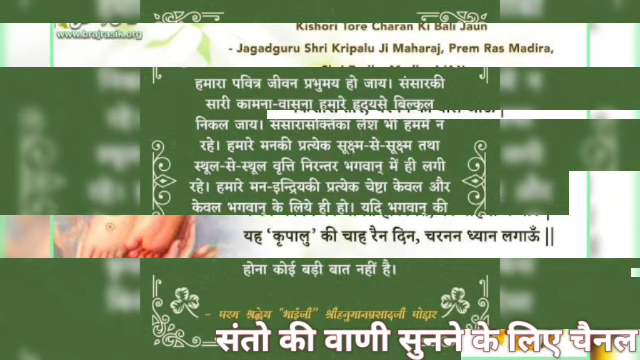 Kishori Tore Charan Ki Bali Jaun
www.brajrasik.org
- Jagadguru Shri Kripalu Ji Maharaj, Prem Ras Madira,
हमारा पवित्र जीवन प्रभुमय हो जाय। संसारकी
सारी कामना-वासना हमारे हृदयसे बिल्कुल
निकल जाय। संसारासक्तिका लेश भी हममें न
रहे। हमारे मनकी प्रत्येक सूक्ष्म-से-सूक्ष्म तथा
स्थूल-से-स्थूल वृत्ति निरन्तर भगवान् में ही लगी
रहे। हमारे मन-इन्द्रियकी प्रत्येक चेष्टा केवल और
केवल भगवान् के लिये ही हो। यदि भगवान् की
यह ‘कृपालु’ की चाह रैन दिन, चरनन ध्यान लगाऊँ ||
होना कोई बड़ी बात नहीं है।
- परम श्रद्धेय "भाईजी" श्रीहनुमानप्रसादजी पोद्दार
संतो की वाणी सुनने के लिए चैनल